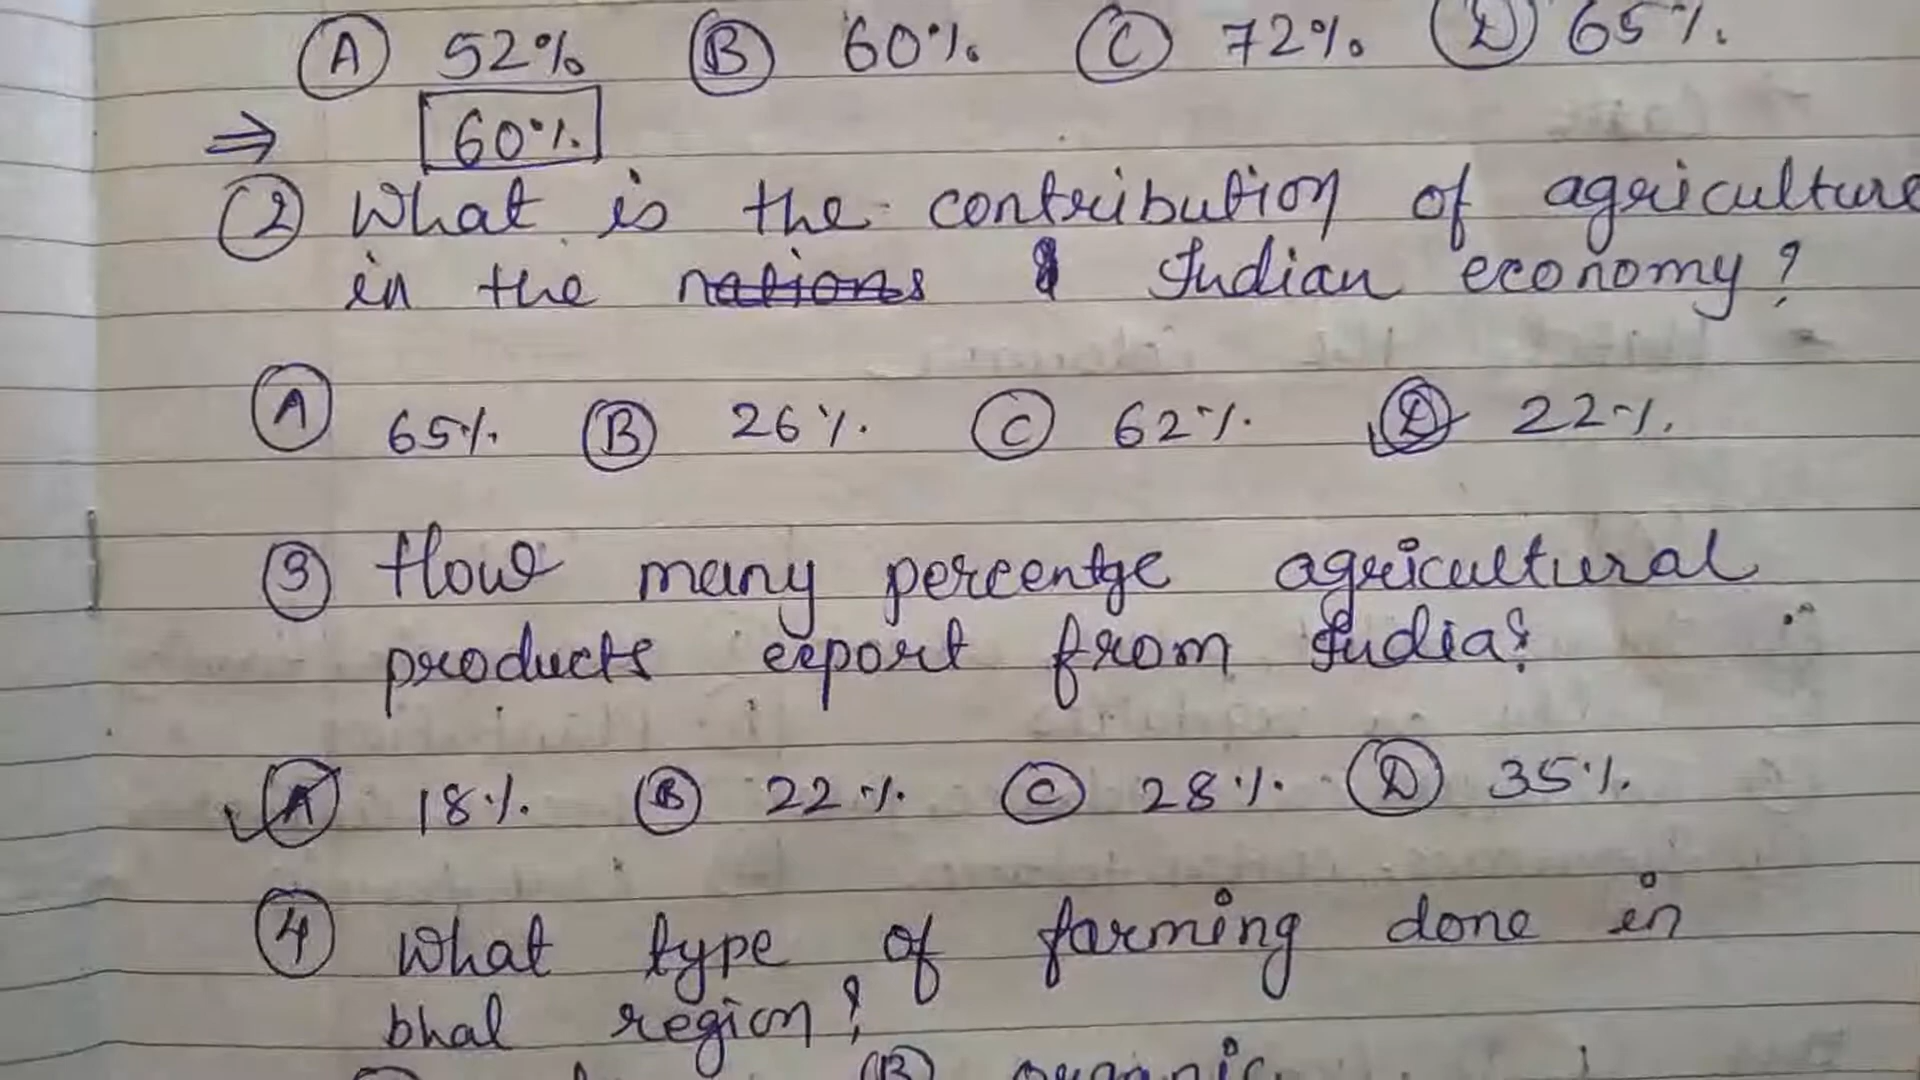 A 52% B 60% C 72% D 65%
⇒ 60%
② What is the contribution of agriculture
in the nations Indian economy?
A 65% B 26% C 62% D 22%
③ How many percentge agricultural
products export from India?
A 18% B 22% C 28% D 35%
④ What type of farming done in
bhal region?
B organic